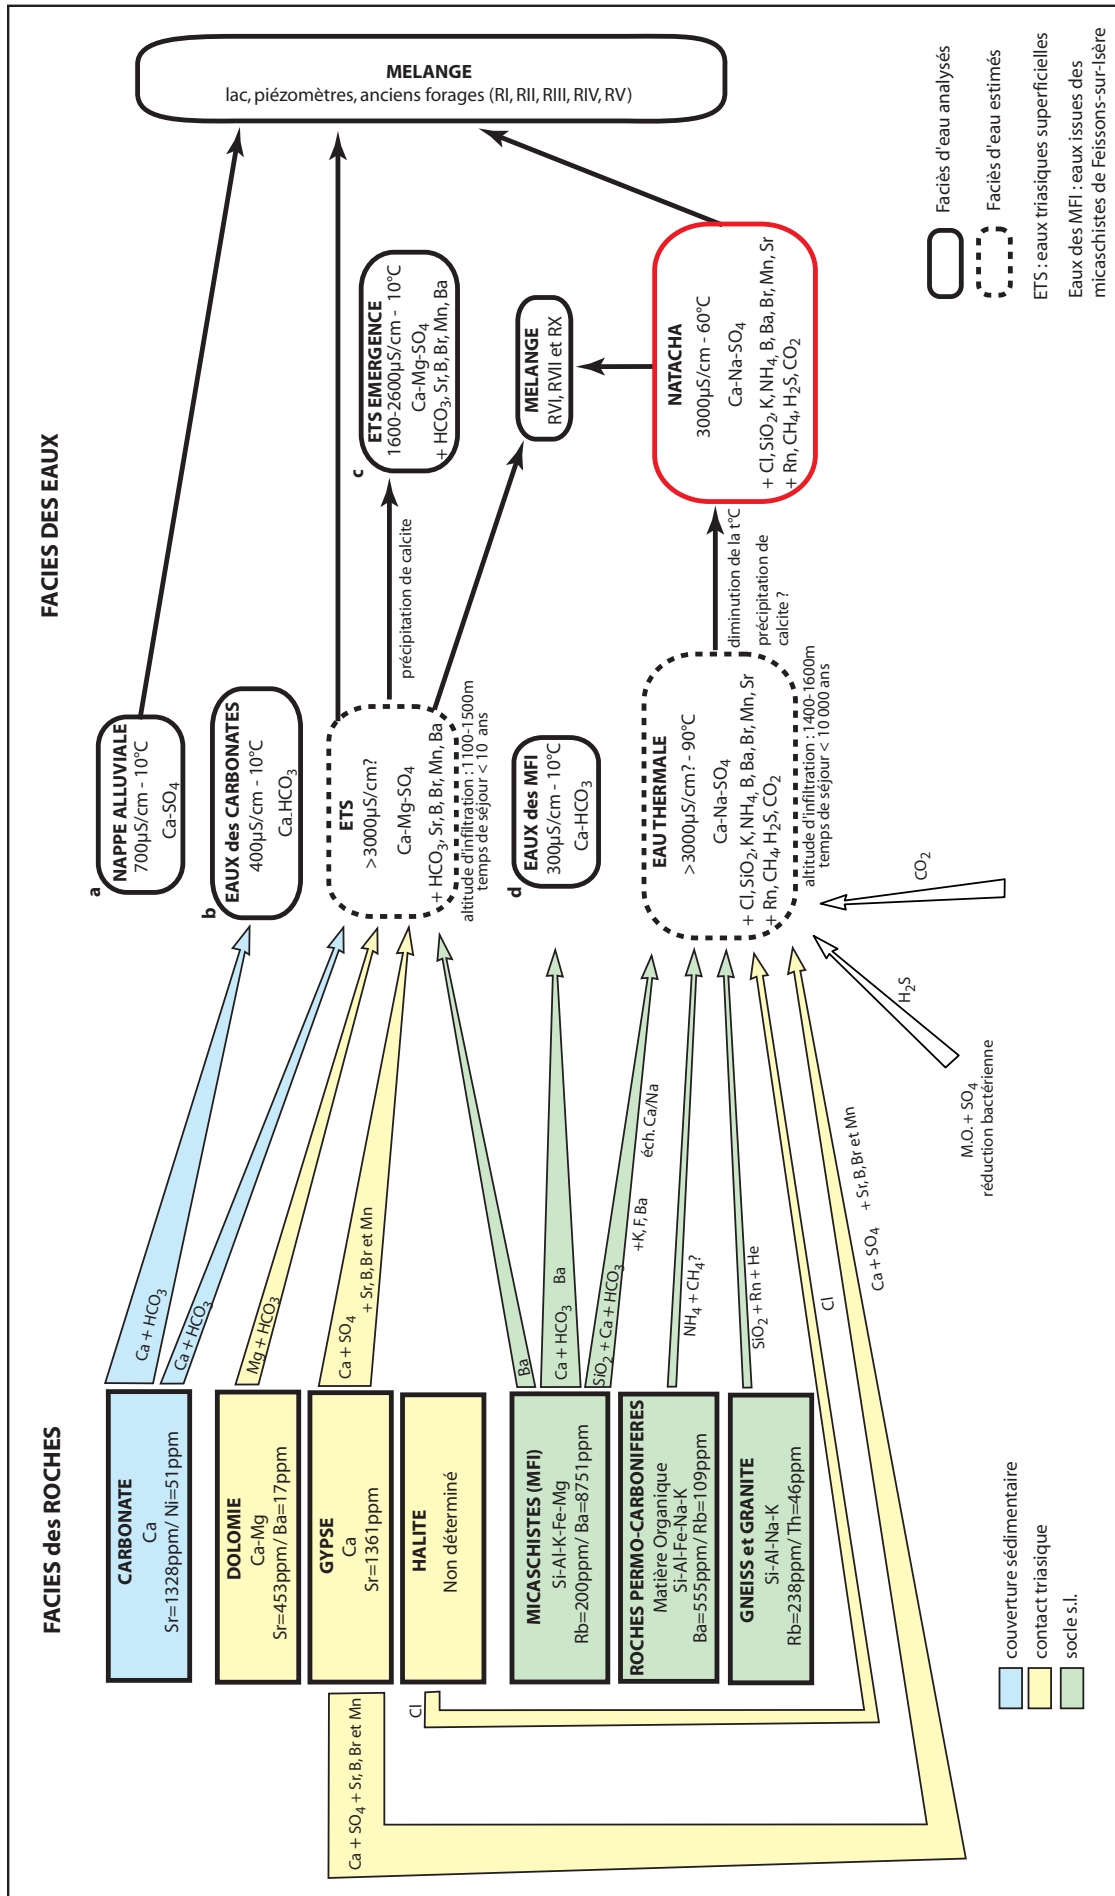 FACIES des ROCHES
FACIES DES EAUX
CARBONATE
Ca
Sr=1328ppm/ Ni=51ppm
DOLOMIE
Ca-Mg
Sr=453ppm/ Ba=17ppm
GYPSE
Ca
Sr=1361ppm
HALITE
Non déterminé
MICASCHISTES (MFI)
Si-Al-K-Fe-Mg
Rb=200ppm/ Ba=8751ppm
ROCHES PERMO-CARBONIFERES
Matière Organique
Si-Al-Fe-Na-K
Ba=555ppm/ Rb=109ppm
GNEISS et GRANITE
Si-Al-Na-K
Rb=238ppm/ Th=46ppm
Ca + SO4 + Sr, B, Br et Mn
Cl
Ca + HCO3
Ca + HCO3
Mg + HCO3
Ca + SO4
+ Sr, B, Br et Mn
Ba
Ca + HCO3
Ba
SiO2 + Ca + HCO3
+K, F, Ba
éch. Ca/Na
NH4 + CH4?
SiO2 + Rn + He
Cl
Ca + SO4
+ Sr, B, Br et Mn
M.O. + SO4
réduction bactérienne
H2S
CO2
a
NAPPE ALLUVIALE
700µS/cm - 10°C
Ca-SO4
b
EAUX des CARBONATES
400µS/cm - 10°C
Ca-HCO3
ETS
>3000µS/cm?
Ca-Mg-SO4
+ HCO3, Sr, B, Br, Mn, Ba
altitude d'infiltration : 1100-1500m
temps de séjour < 10 ans
d
EAUX des MFI
300µS/cm - 10°C
Ca-HCO3
EAU THERMALE
>3000µS/cm? - 90°C
Ca-Na-SO4
+ Cl, SiO2, K, NH4, B, Ba, Br, Mn, Sr
+ Rn, CH4, H2S, CO2
altitude d'infiltration : 1400-1600m
temps de séjour < 10 000 ans
précipitation de calcite
c
ETS EMERGENCE
1600-2600µS/cm - 10°C
Ca-Mg-SO4
+ HCO3, Sr, B, Br, Mn, Ba
MELANGE
RVI, RVII et RX
diminution de la t°C
précipitation de
calcite ?
NATACHA
3000µS/cm - 60°C
Ca-Na-SO4
+ Cl, SiO2, K, NH4, B, Ba, Br, Mn, Sr
+ Rn, CH4, H2S, CO2
MELANGE
lac, piézomètres, anciens forages (RI, RII, RIII, RIV, RV)
couverture sédimentaire
contact triasique
socle s.l.
Faciès d'eau analysés
Faciès d'eau estimés
ETS : eaux triasiques superficielles
Eaux des MFI : eaux issues des
micaschistes de Feissons-sur-Isère